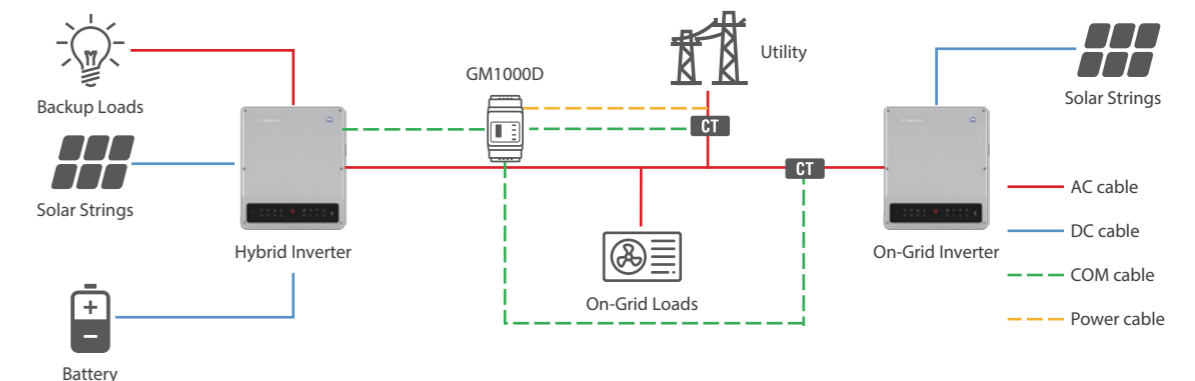 Utility
GM1000D
Backup Loads
Solar Strings
CT
CT
Solar Strings
AC cable
Hybrid Inverter
On-Grid Inverter
DC cable
COM cable
On-Grid Loads
Power cable
Battery